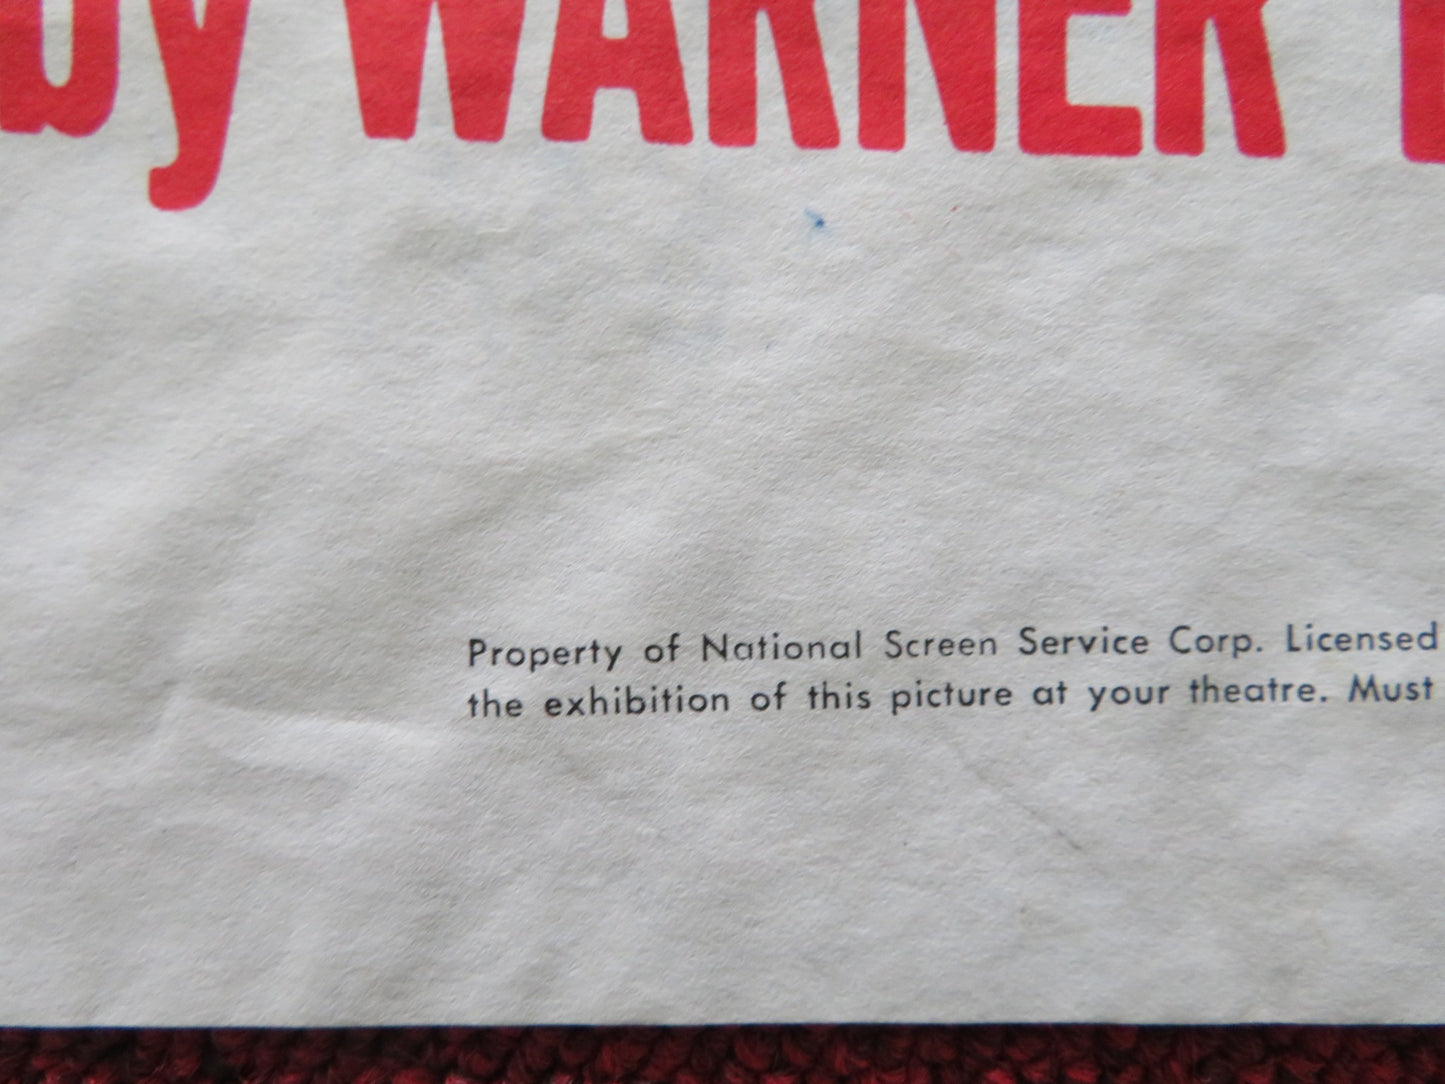 by WARNER
Property of National Screen Service Corp. Licensed
the exhibition of this picture at your theatre. Must